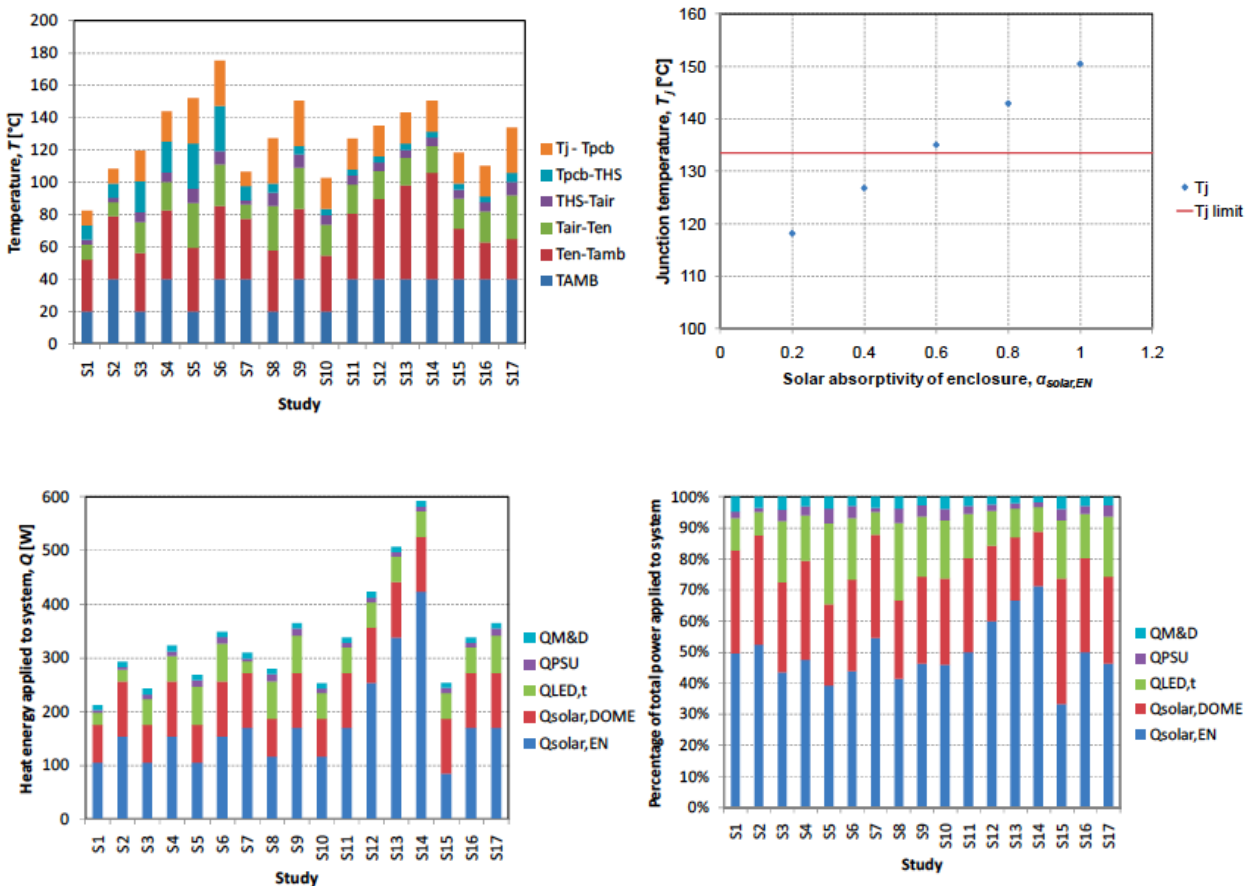 200
180
160
140
120
100
80
60
40
20
0
Temperature, T [°C]
S1 S2 S3 S4 S5 S6 S7 S8 S9 S10 S11 S12 S13 S14 S15 S16 S17
Study
Tj - Tpcb
Tpcb-THS
THS-Tair
Tair-Ten
Ten-Tamb
TAMB
160
150
140
130
120
110
100
Junction temperature, Tj [°C]
0 0.2 0.4 0.6 0.8 1 1.2
Solar absorptivity of enclosure, αsolar,EN
Tj
Tj limit
600
500
400
300
200
100
0
Heat energy applied to system, Q [W]
S1 S2 S3 S4 S5 S6 S7 S8 S9 S10 S11 S12 S13 S14 S15 S16 S17
Study
QM&D
QPSU
QLED,t
Qsolar,DOME
Qsolar,EN
100%
90%
80%
70%
60%
50%
40%
30%
20%
10%
0%
Percentage of total power applied to system
S1 S2 S3 S4 S5 S6 S7 S8 S9 S10 S11 S12 S13 S14 S15 S16 S17
Study
QM&D
QPSU
QLED,t
Qsolar,DOME
Qsolar,EN